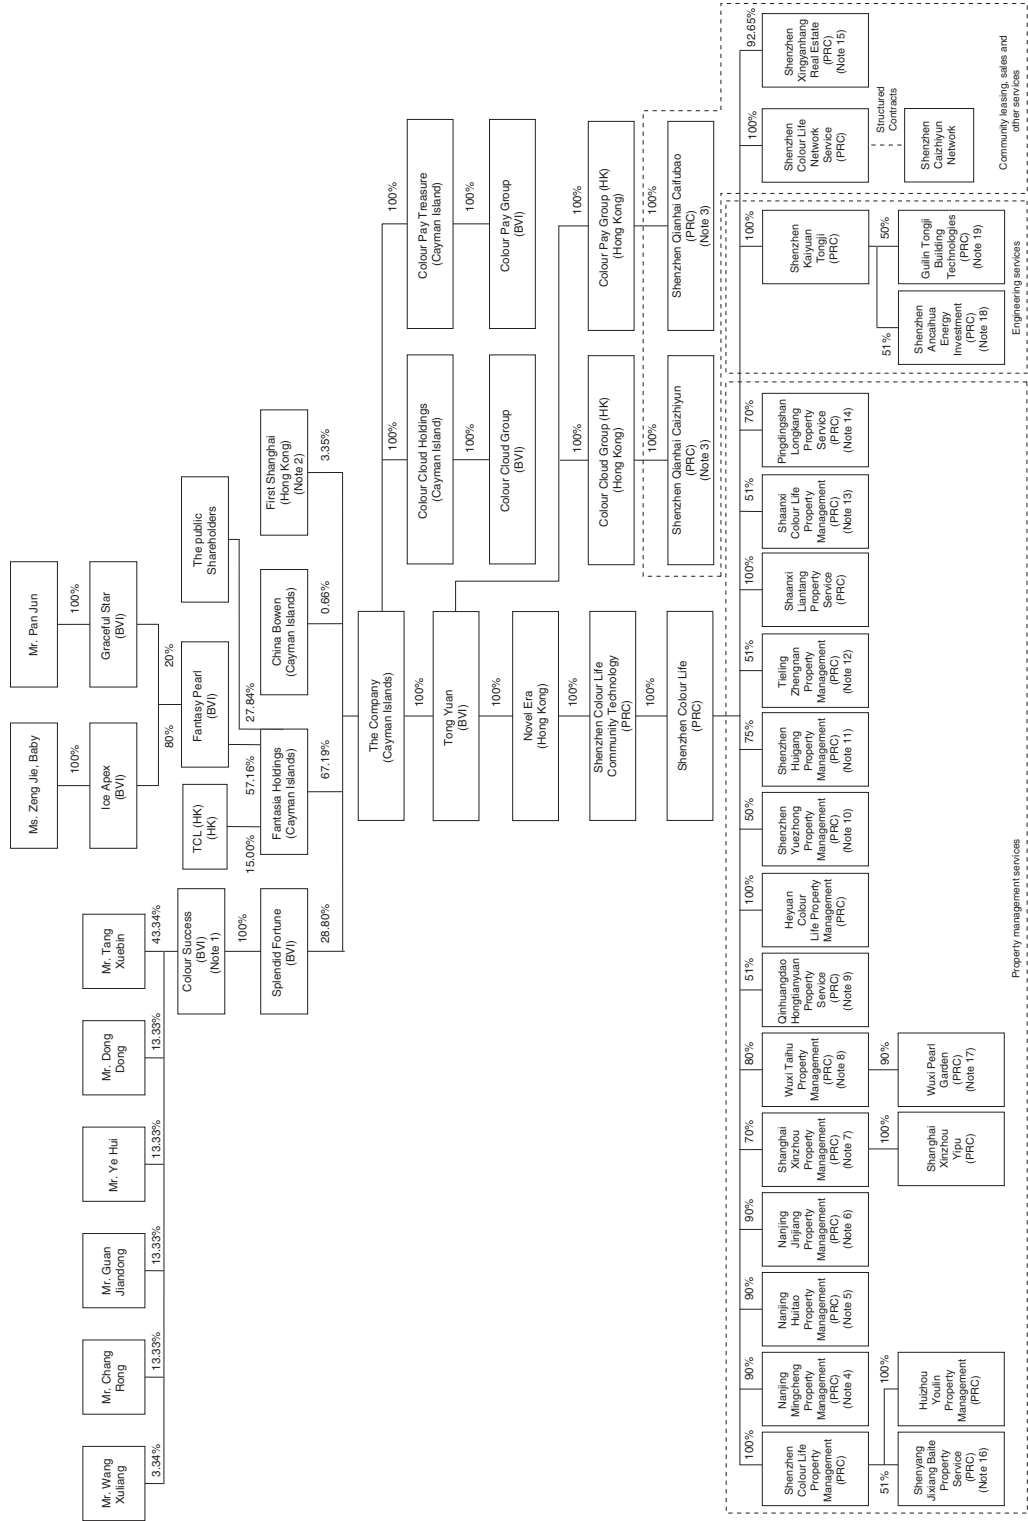 Mr. Wang
Xuliang
Mr. Chang
Rong
Mr. Guan
Jiandong
Mr. Ye Hui
Mr. Dong
Dong
Mr. Tang
Xuebin
Ms. Zeng Jie, Baby
Mr. Pan Jun
3.34%
13.33%
13.33%
13.33%
13.33%
43.34%
100%
100%
Colour Success
(BVI)
(Note 1)
TCL (HK)
(HK)
Ice Apex
(BVI)
Graceful Star
(BVI)
80%
20%
Fantasy Pearl
(BVI)
The public
Shareholders
100%
15.00%
57.16%
27.84%
Splendid Fortune
(BVI)
Fantasia Holdings
(Cayman Islands)
China Bowen
(Cayman Islands)
First Shanghai
(Hong Kong)
(Note 2)
28.80%
67.19%
0.66%
3.35%
The Company
(Cayman Islands)
100%
100%
100%
Tong Yuan
(BVI)
Colour Cloud Holdings
(Cayman Island)
Colour Pay Treasure
(Cayman Island)
100%
100%
100%
Novel Era
(Hong Kong)
Colour Cloud Group
(BVI)
Colour Pay Group
(BVI)
100%
100%
100%
Shenzhen Colour Life
Community Technology
(PRC)
Colour Cloud Group (HK)
(Hong Kong)
Colour Pay Group (HK)
(Hong Kong)
100%
100%
100%
Shenzhen Colour Life
(PRC)
Shenzhen Qianhai Caizhiyun
(PRC)
(Note 3)
Shenzhen Qianhai Caifubao
(PRC)
(Note 3)
100%
90%
90%
90%
70%
80%
51%
100%
50%
75%
51%
100%
51%
70%
100%
100%
92.65%
Shenzhen
Colour Life
Property
Management
(PRC)
Nanjing
Mingcheng
Property
Management
(PRC)
(Note 4)
Nanjing
Huitao
Property
Management
(PRC)
(Note 5)
Nanjing
Jinjiang
Property
Management
(PRC)
(Note 6)
Shanghai
Xinzhou
Property
Management
(PRC)
(Note 7)
Wuxi Taihu
Property
Management
(PRC)
(Note 8)
Qinhuangdao
Hongtianyuan
Property
Service
(PRC)
(Note 9)
Heyuan
Colour
Life Property
Management
(PRC)
Shenzhen
Yuezhong
Property
Management
(PRC)
(Note 10)
Shenzhen
Huigang
Property
Management
(PRC)
(Note 11)
Tieling
Zhengnan
Property
Management
(PRC)
(Note 12)
Shaanxi
Liantang
Property
Service
(PRC)
Shaanxi
Colour Life
Property
Management
(PRC)
(Note 13)
Pingdingshan
Longkang
Property
Service
(PRC)
(Note 14)
Shenzhen
Kaiyuan
Tongji
(PRC)
Shenzhen
Colour Life
Network
Service
(PRC)
Shenzhen
Xingyanhang
Real Estate
(PRC)
(Note 15)
51%
100%
100%
90%
51%
50%
Structured
Contracts
Shenyang
Jixiang Baite
Property
Service
(PRC)
(Note 16)
Huizhou
Youlin
Property
Management
(PRC)
Shanghai
Xinzhou
Yipu
(PRC)
Wuxi Pearl
Garden
(PRC)
(Note 17)
Shenzhen
Ancaihua
Energy
Investment
(PRC)
(Note 18)
Guilin Tongji
Building
Technologies
(PRC)
(Note 19)
Shenzhen
Caizhiyun
Network
Property management services
Engineering services
Community leasing, sales and
other services